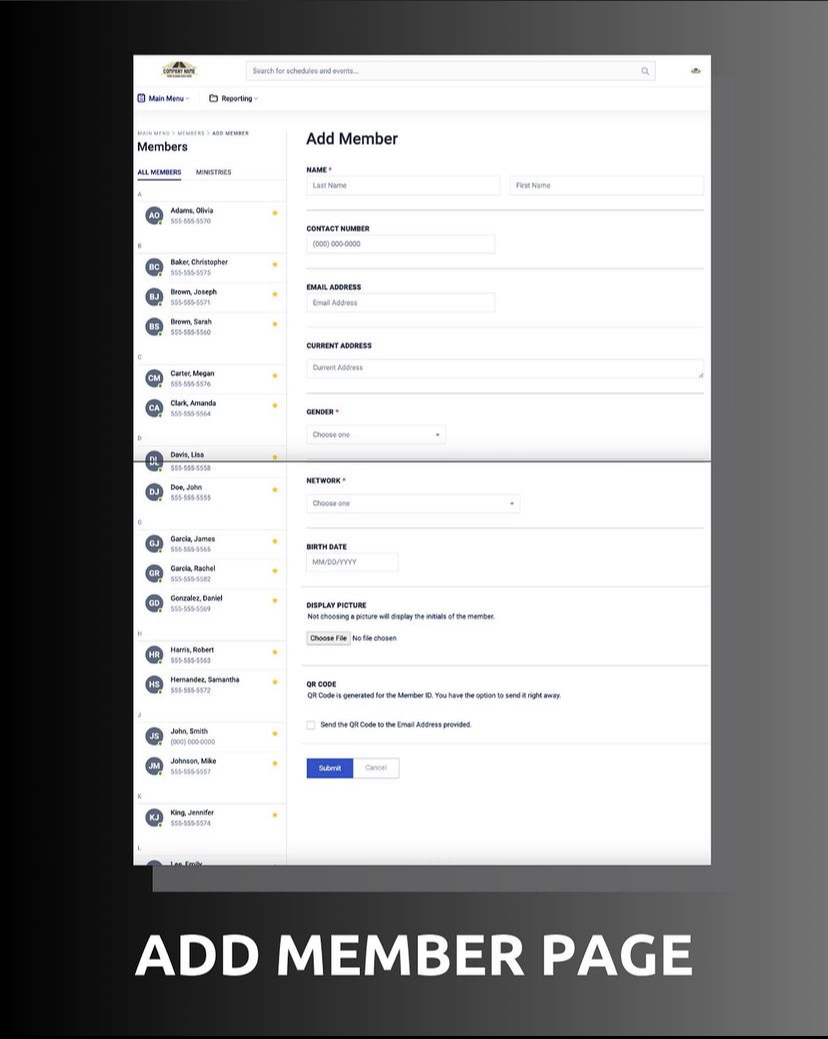 COMPANY NAME
Search for schedules and events...
Main Menu
Reporting
MAIN MENU > MEMBERS > ADD MEMBER
Members
ALL MEMBERS MINISTRIES
A
AO
Adams, Olivia
555-555-5570
B
BC
Baker, Christopher
555-555-5575
BJ
Brown, Joseph
555-555-5571
BS
Brown, Sarah
555-555-5560
C
CM
Carter, Megan
555-555-5576
CA
Clark, Amanda
555-555-5564
D
DL
Davis, Lisa
555-555-5558
DJ
Doe, John
555-555-5555
G
GJ
Garcia, James
555-555-5565
GR
Garcia, Rachel
555-555-5582
GD
Gonzalez, Daniel
555-555-5569
H
HR
Harris, Robert
555-555-5563
HS
Hernandez, Samantha
555-555-5572
J
JS
John, Smith
(000) 000-0000
JM
Johnson, Mike
555-555-5557
K
KJ
King, Jennifer
555-555-5574
L
Lee, Emily
Add Member
NAME *
Last Name First Name
CONTACT NUMBER
(000) 000-0000
EMAIL ADDRESS
Email Address
CURRENT ADDRESS
Current Address
GENDER *
Choose one
NETWORK *
Choose one
BIRTH DATE
MM/DD/YYYY
DISPLAY PICTURE
Not choosing a picture will display the initials of the member.
Choose File No file chosen
QR CODE
QR Code is generated for the Member ID. You have the option to send it right away.
Send the QR Code to the Email Address provided.
Submit Cancel
ADD MEMBER PAGE